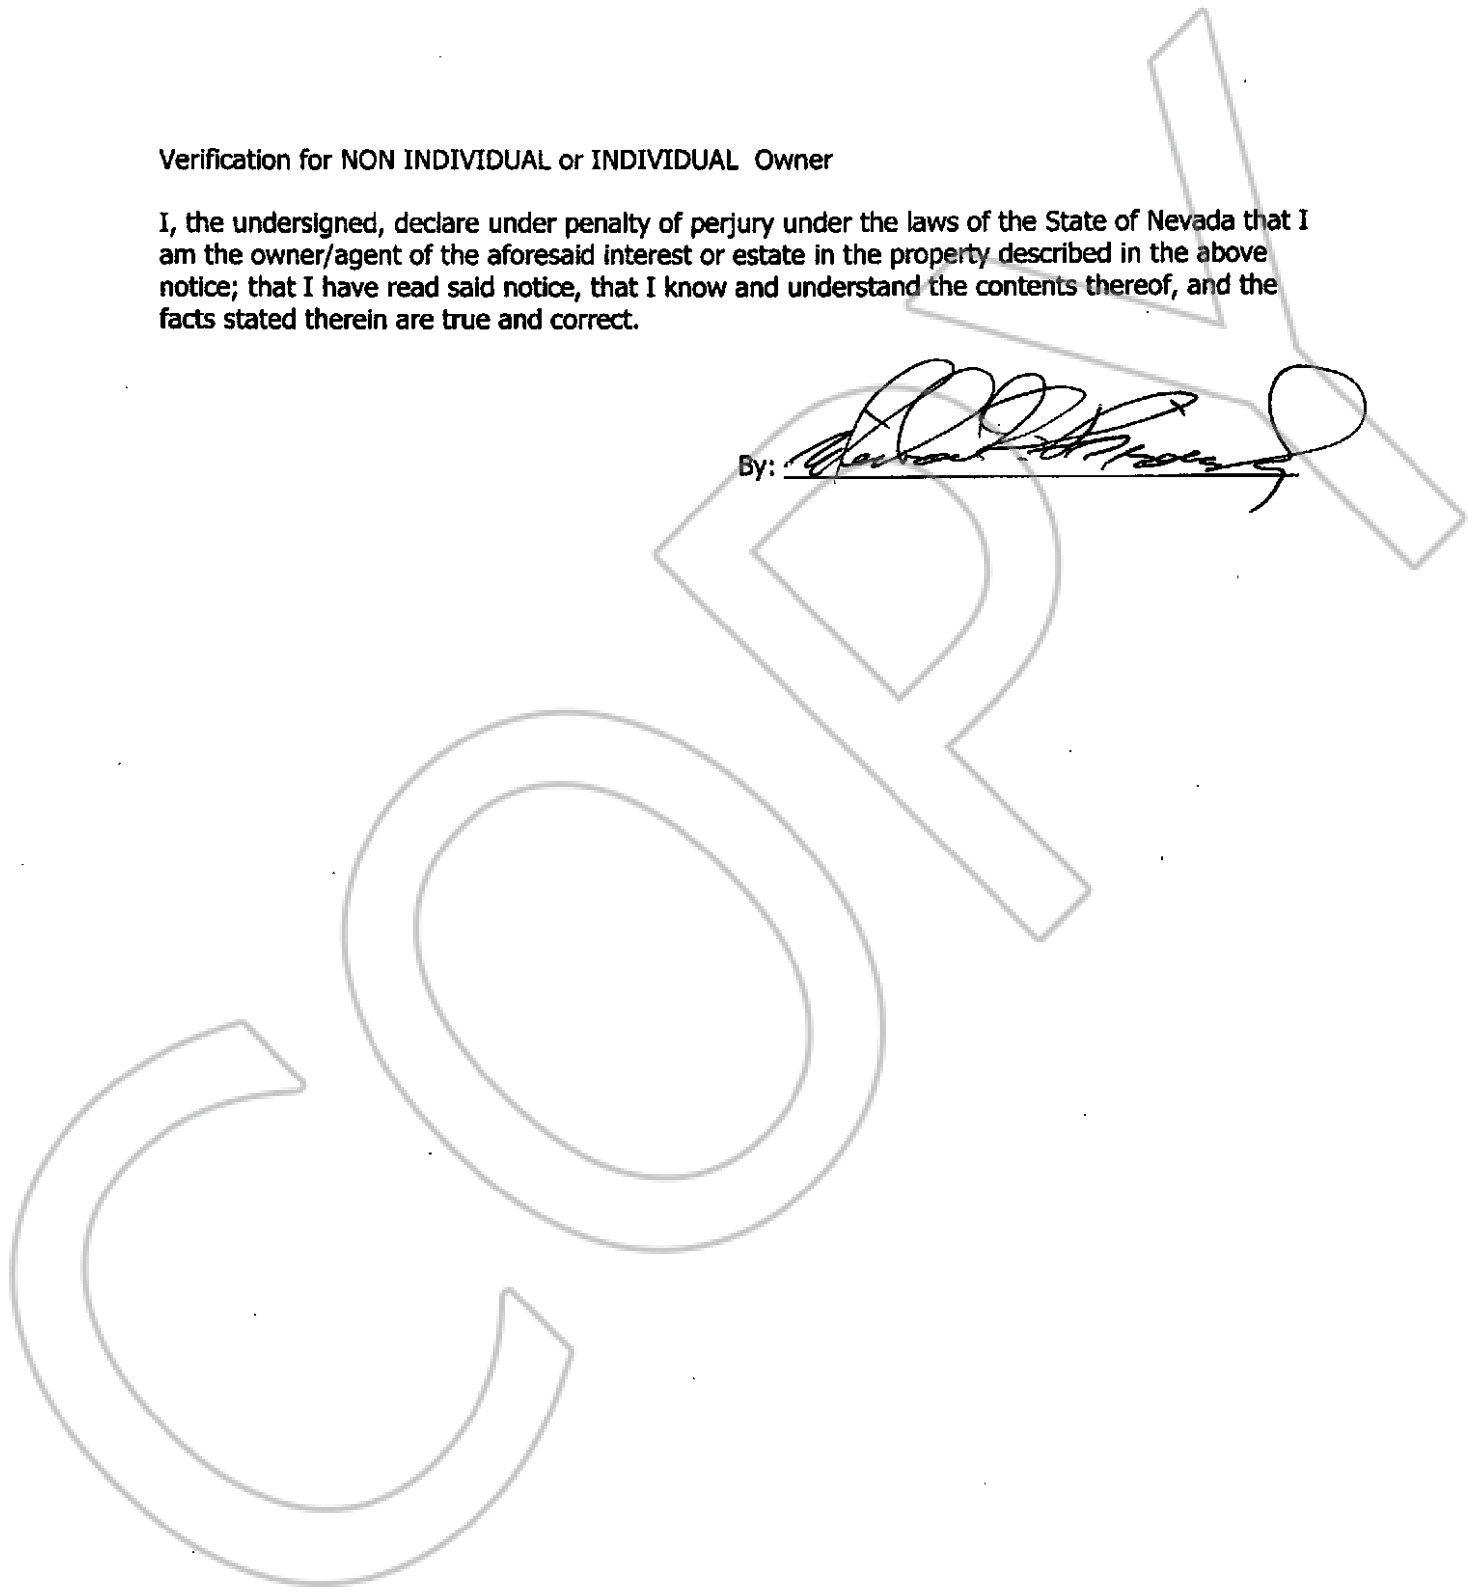 Verification for NON INDIVIDUAL or INDIVIDUAL Owner
I, the undersigned, declare under penalty of perjury under the laws of the State of Nevada that I
am the owner/agent of the aforesaid interest or estate in the property described in the above
notice; that I have read said notice, that I know and understand the contents thereof, and the
facts stated therein are true and correct.
By:
COPY